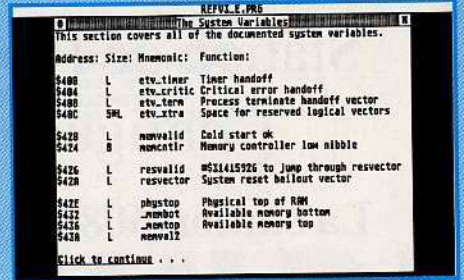 REFV3_E.PRG
The System Variables
This section covers all of the documented system variables.
Address: Size: Mnemonic: Function:
$400 L etv_timer Timer handoff
$404 L etv_critic Critical error handoff
$408 L etv_term Process terminate handoff vector
$40C 5*L etv_xtra Space for reserved logical vectors
$420 L memvalid Cold start ok
$424 B memcntlr Memory controller low nibble
$426 L resvalid =$31415926 to jump through resvector
$42A L resvector System reset bailout vector
$42E L phystop Physical top of RAM
$432 L _membot Available memory bottom
$436 L _memtop Available memory top
$43A L memval2
Click to continue . . .